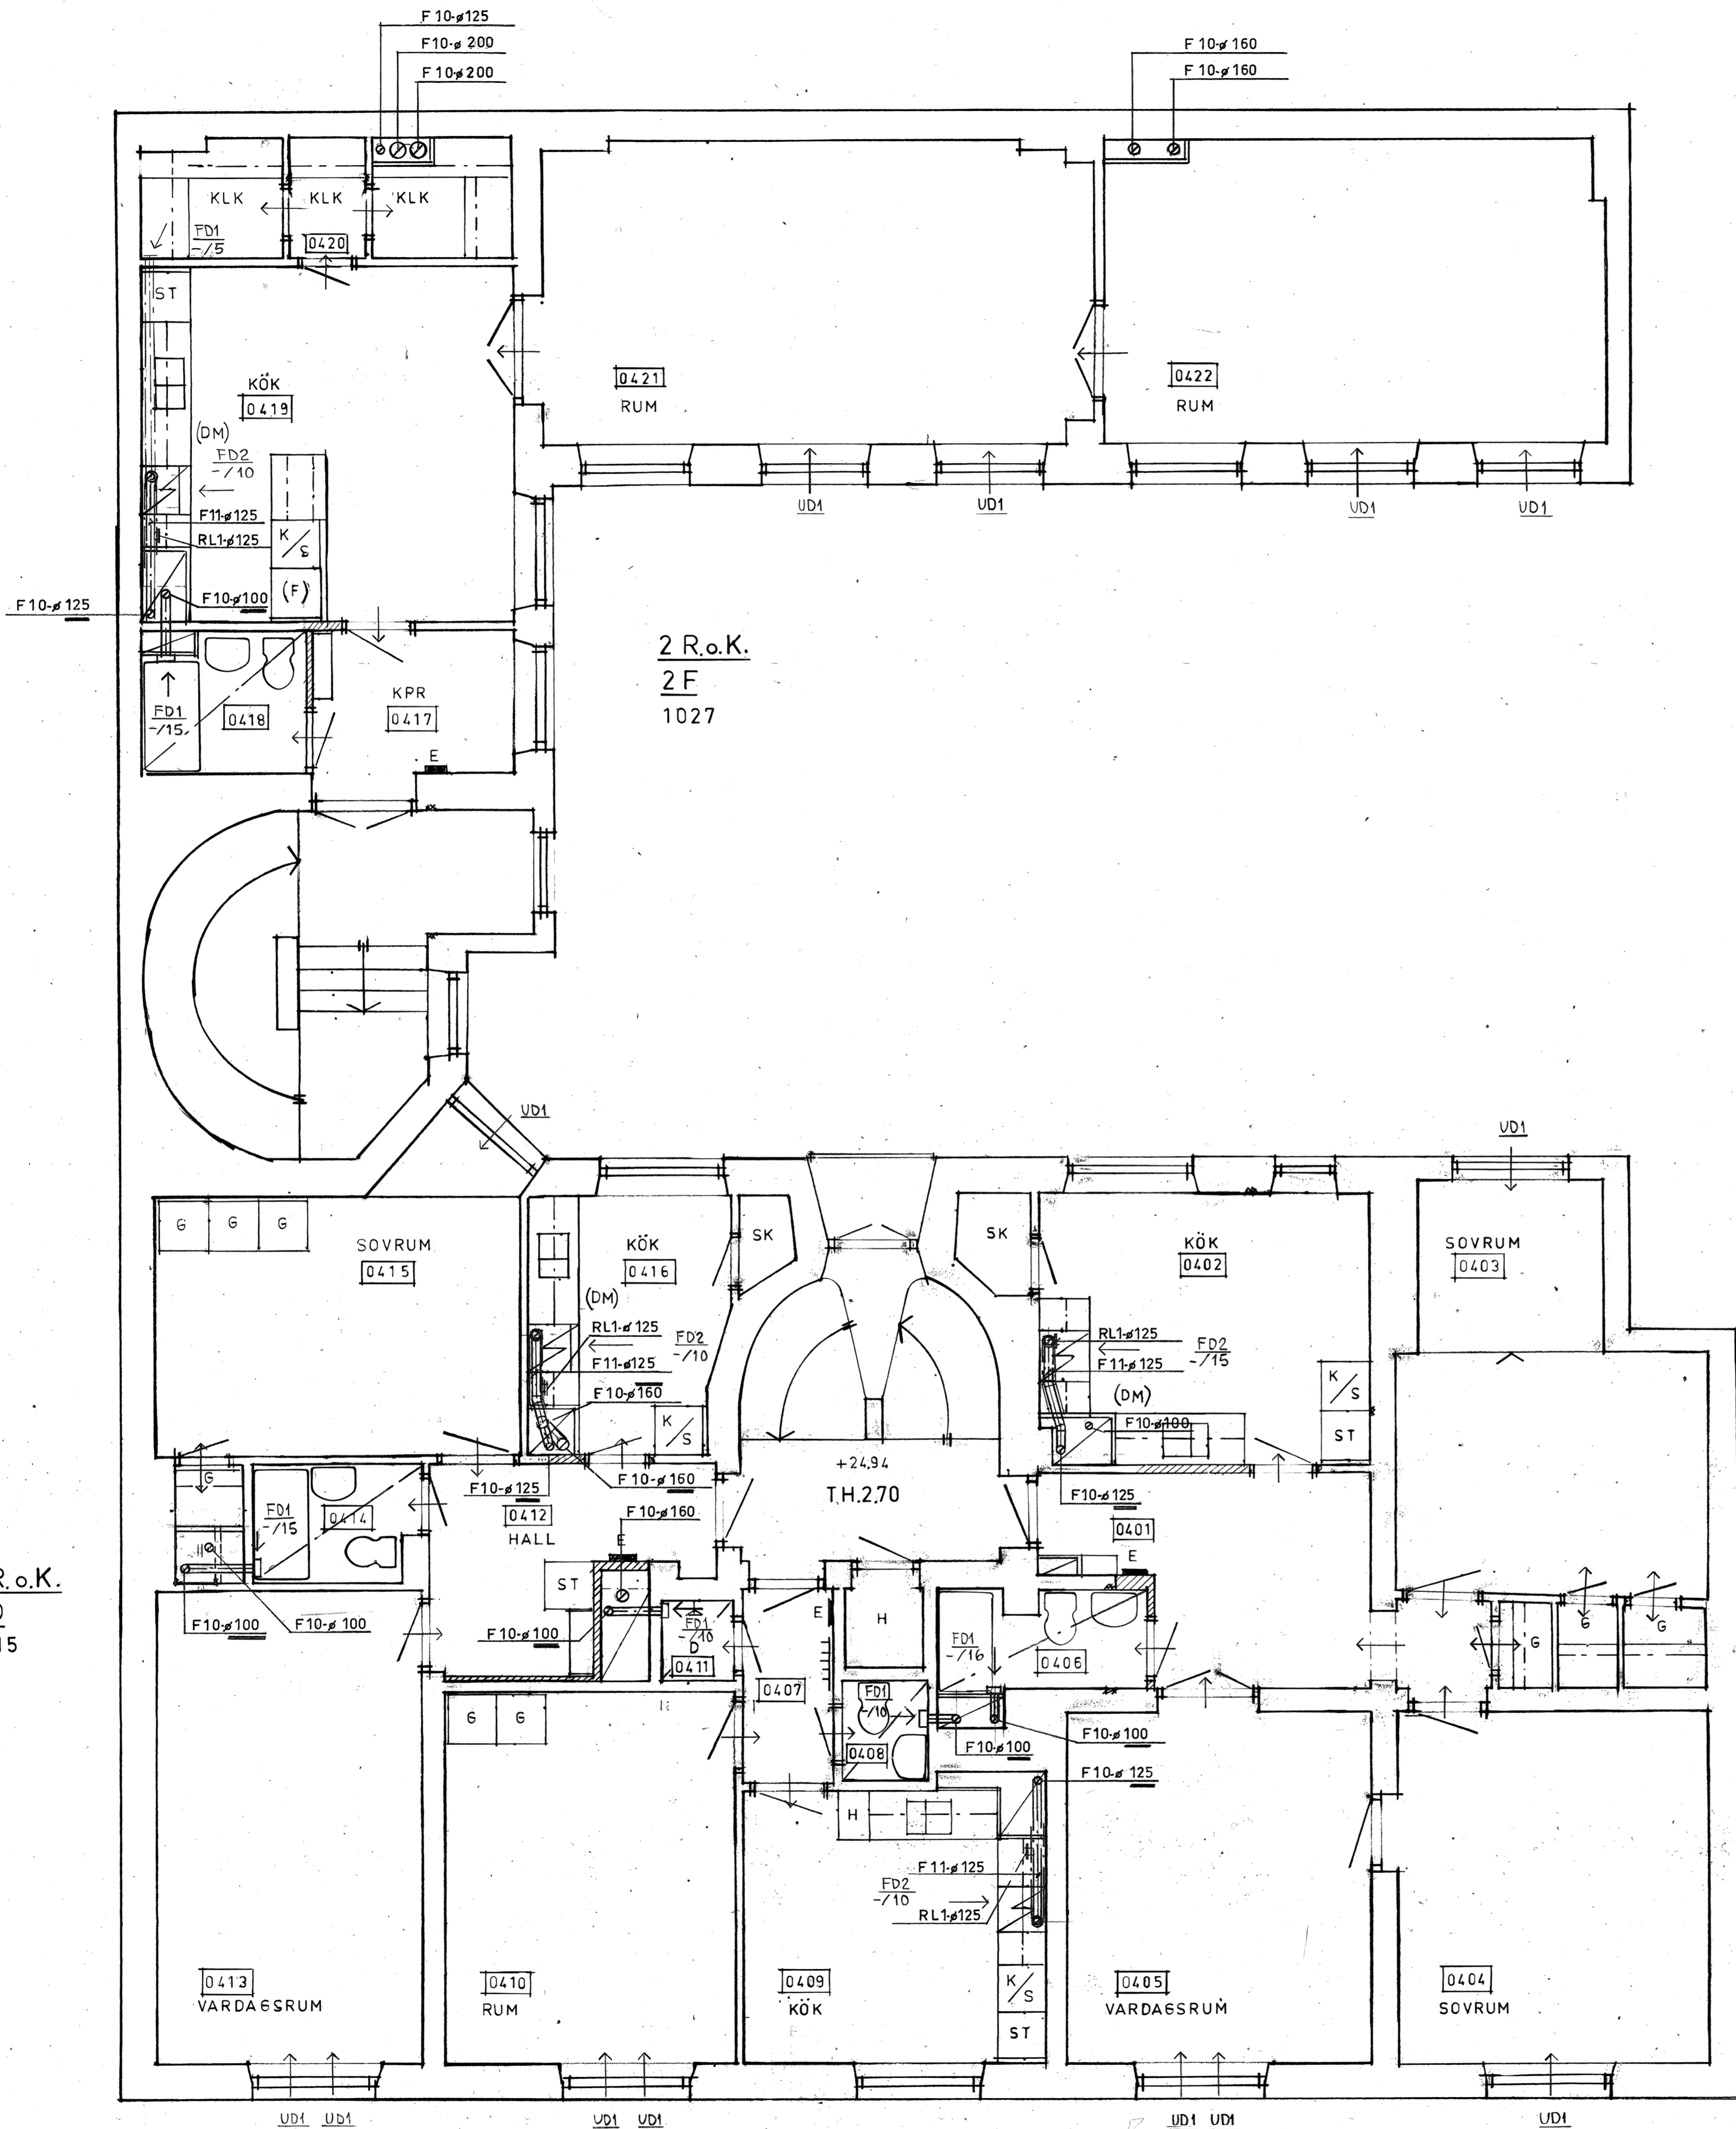 F 10-ø125
F10-ø 200
F 10-ø200
F 10-ø 160
F 10-ø 160
KLK
KLK
KLK
FD1
-/5
0420
ST
KÖK
0419
0421
RUM
0422
RUM
(DM)
FD2
-/10
F11-ø125
RL1-ø125
K/S
F10-ø100
(F)
F10-ø 125
UD1
UD1
UD1
UD1
2 R.o.K.
2 F
1027
KPR
0417
FD1
-/15
0418
E
UD1
UD1
G
G
G
SOVRUM
0415
KÖK
0416
SK
SK
KÖK
0402
SOVRUM
0403
(DM)
RL1-ø 125
FD2
-/10
F11-ø125
F10-ø160
K/S
RL1-ø125
FD2
-/15
F11-ø125
(DM)
F10-ø100
K/S
ST
+24,94
T.H.2,70
G
FD1
-/15
0414
F10-ø125
F10-ø160
0412
HALL
F10-ø160
E
F10-ø125
0401
E
R.o.K.
15
ST
F10-ø100
F10-ø 100
F10-ø100
FD1
-/10
D
0411
E
H
FD1
-/16
0406
G
G
G
0407
FD1
-/10
0408
G
G
F10-ø100
F10-ø100
F10-ø 125
H
F11-ø125
FD2
-/10
RL1-ø125
0413
VARDAGSRUM
0410
RUM
0409
KÖK
K/S
ST
0405
VARDAGSRUM
0404
SOVRUM
UD1
UD1
UD1
UD1
UD1
UD1
UD1